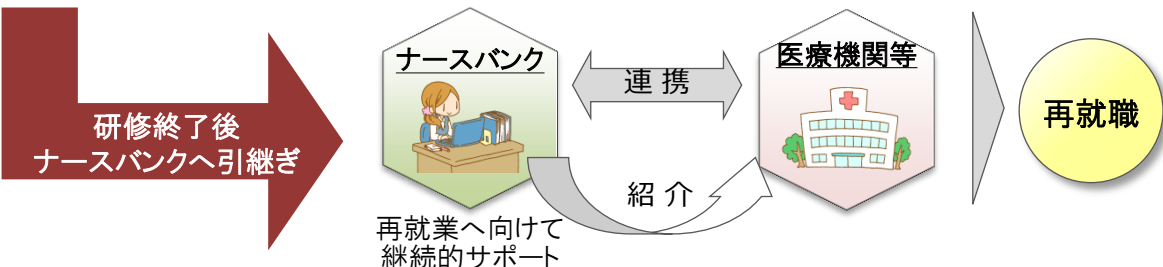 研修終了後
ナースバンクへ引継ぎ
ナースバンク
再就業へ向けて
継続的サポート
連携
紹介
医療機関等
再就職